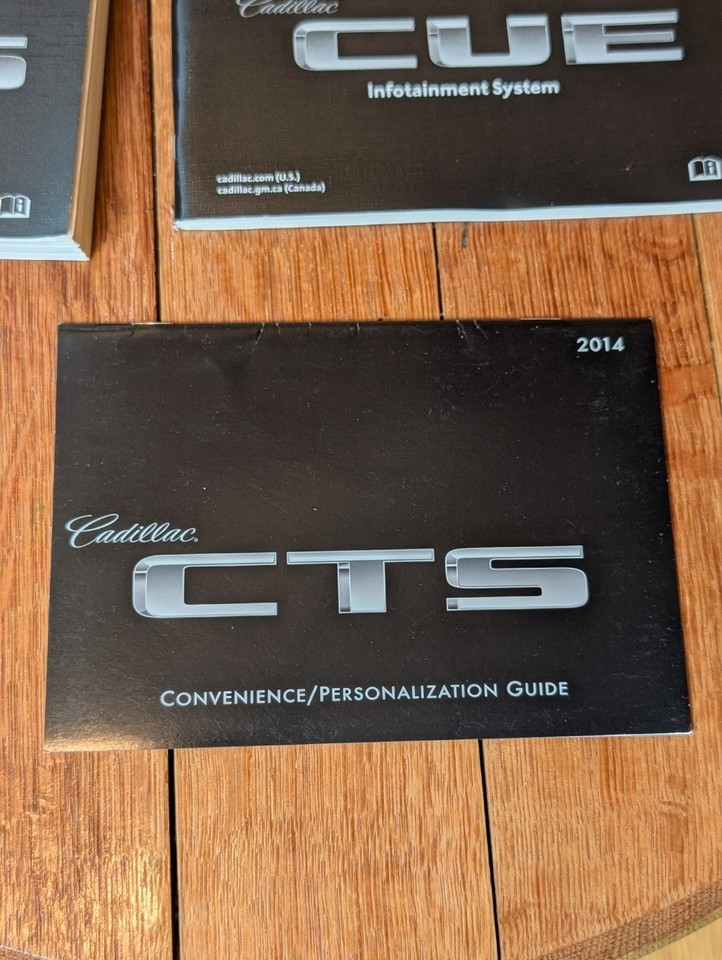 Cadillac
CUE
Infotainment System
cadillac.com (U.S.)
cadillac.gm.ca (Canada)
S
2014
Cadillac
CTS
CONVENIENCE/PERSONALIZATION GUIDE